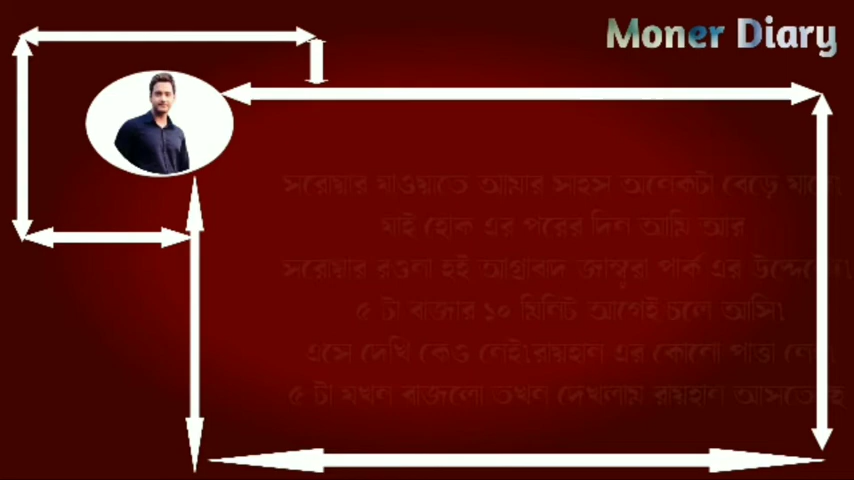 Moner Diary
সরোয়ার যাওয়াতে আমার সাহস অনেকটা বেড়ে যায়।
যাই হোক এর পরের দিন আমি আর
সরোয়ার রওনা হই আগ্রাবাদ জাম্বুরা পার্ক এর উদ্দেশ্যে।
৫ টা বাজার ১০ মিনিট আগেই চলে আসি।
এসে দেখি কেও নেই।রায়হান এর কোনো পাত্তা নেই।
৫ টা যখন বাজলো তখন দেখলাম রায়হান আসতেছে